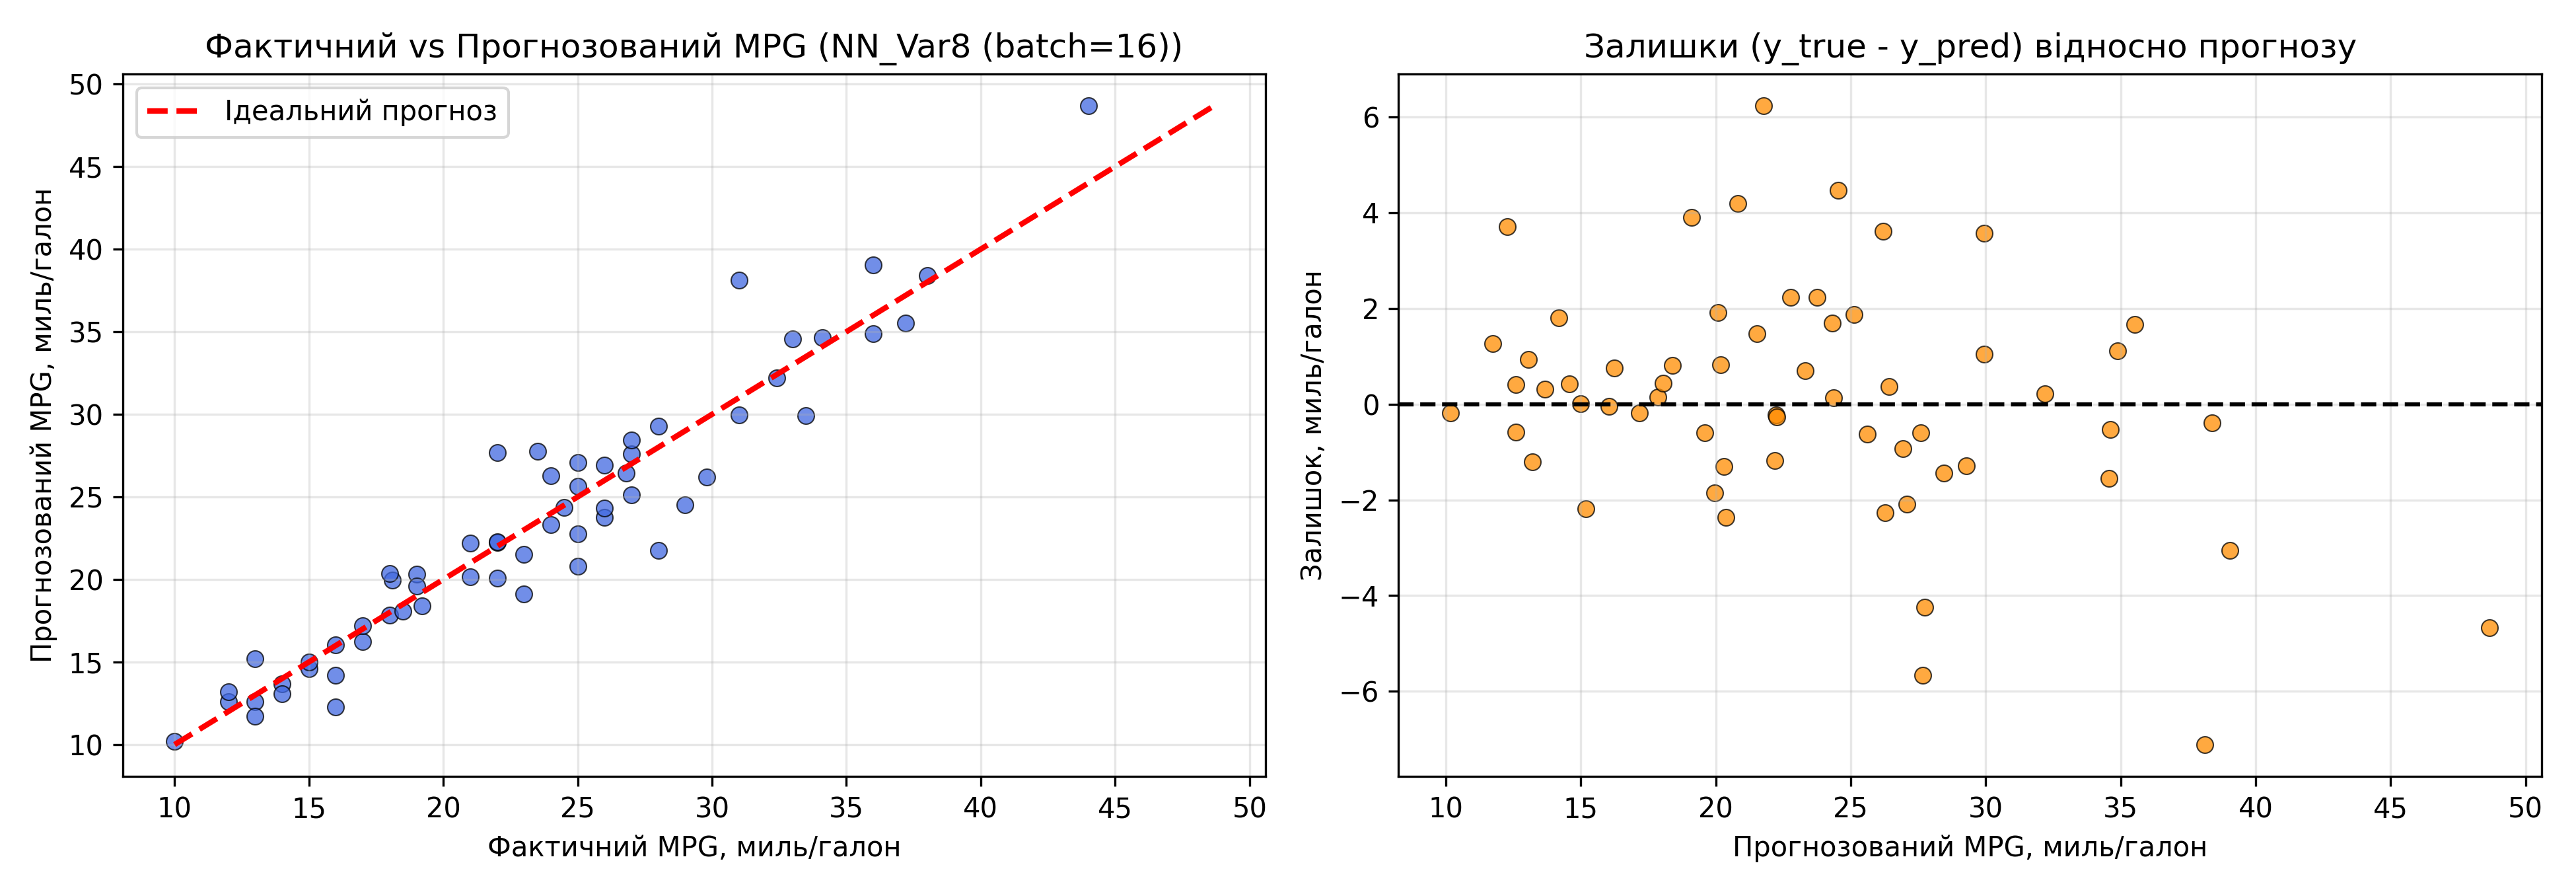 Фактичний vs Прогнозований MPG (NN_Var8 (batch=16))
Ідеальний прогноз
Прогнозований MPG, миль/галон
50
45
40
35
30
25
20
15
10
10 15 20 25 30 35 40 45 50
Фактичний MPG, миль/галон
Залишки (y_true - y_pred) відносно прогнозу
Залишок, миль/галон
6
4
2
0
−2
−4
−6
10 15 20 25 30 35 40 45 50
Прогнозований MPG, миль/галон